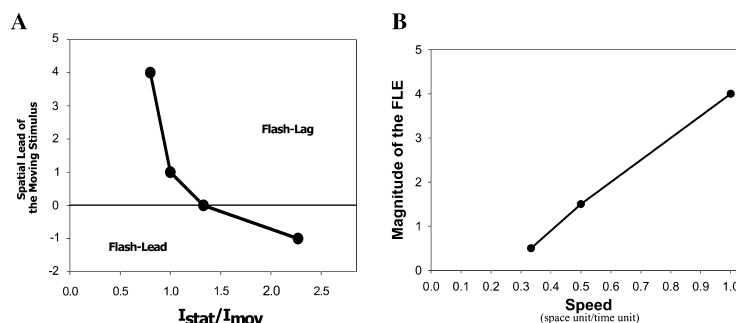 A
5
4
3
2
1
0
-1
-2
Spatial Lead of
the Moving Stimulus
Flash-Lag
Flash-Lead
0.0 0.5 1.0 1.5 2.0 2.5
Istat/Imov
B
5
4
3
2
1
0
Magnitude of the FLE
0.0 0.1 0.2 0.3 0.4 0.5 0.6 0.7 0.8 0.9 1.0
Speed
(space unit/time unit)